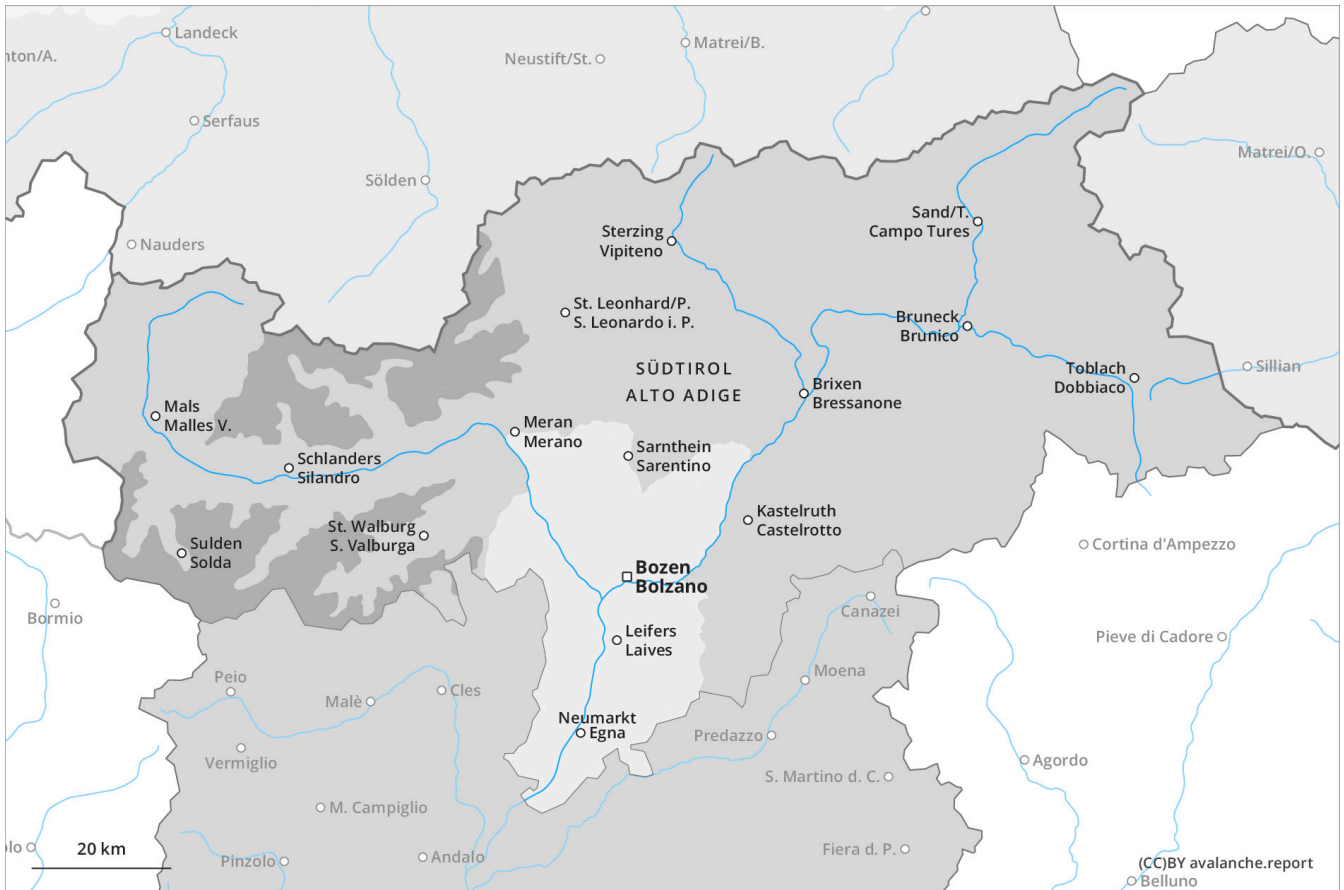 Landeck
nton/A.
Neustift/St.
Matrei/B.
Serfaus
Matrei/O.
Sölden
Nauders
Sterzing
Vipiteno
Sand/T.
Campo Tures
St. Leonhard/P.
S. Leonardo i. P.
Bruneck
Brunico
SÜDTIROL
ALTO ADIGE
Toblach
Dobbiaco
Sillian
Brixen
Bressanone
Mals
Malles V.
Meran
Merano
Sarnthein
Sarentino
Schlanders
Silandro
Kastelruth
Castelrotto
St. Walburg
S. Valburga
Sulden
Solda
Cortina d'Ampezzo
Bozen
Bolzano
Bormio
Canazei
Leifers
Laives
Pieve di Cadore
Moena
Peio
Malè
Cles
Neumarkt
Egna
Predazzo
Vermiglio
Agordo
S. Martino d. C.
M. Campiglio
20 km
olo
Pinzolo
Andalo
Fiera d. P.
(CC)BY avalanche.report
Belluno